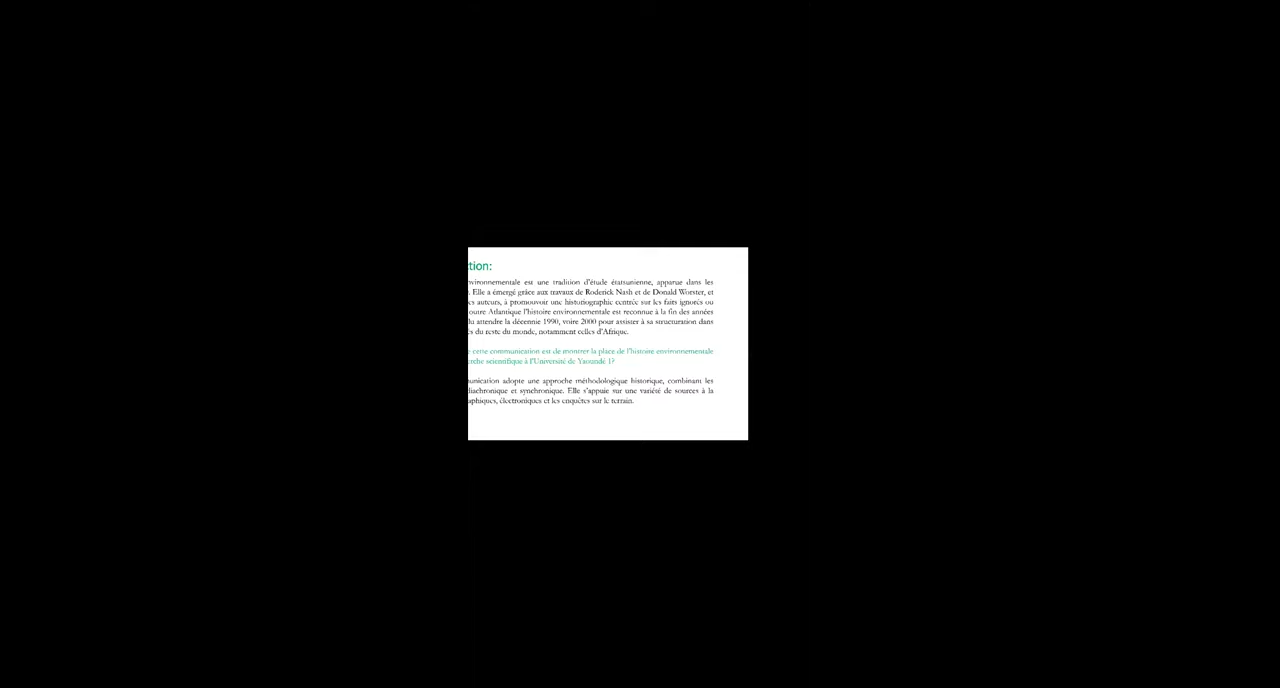 tion:
nvironnementale est une tradition d'étude étatsunienne, apparue dans les
. Elle a émergé grâce aux travaux de Roderick Nash et de Donald Worster, et
es auteurs, à promouvoir une historiographie centrée sur les faits ignorés ou
outre Atlantique l'histoire environnementale est reconnue à la fin des années
lu attendre la décennie 1990, voire 2000 pour assister à sa structuration dans
es du reste du monde, notamment celles d'Afrique.
e cette communication est de montrer la place de l'histoire environnementale
erche scientifique à l'Université de Yaoundé 1?
munication adopte une approche méthodologique historique, combinant les
diachronique et synchronique. Elle s'appuie sur une variété de sources à la
aphiques, électroniques et les enquêtes sur le terrain.